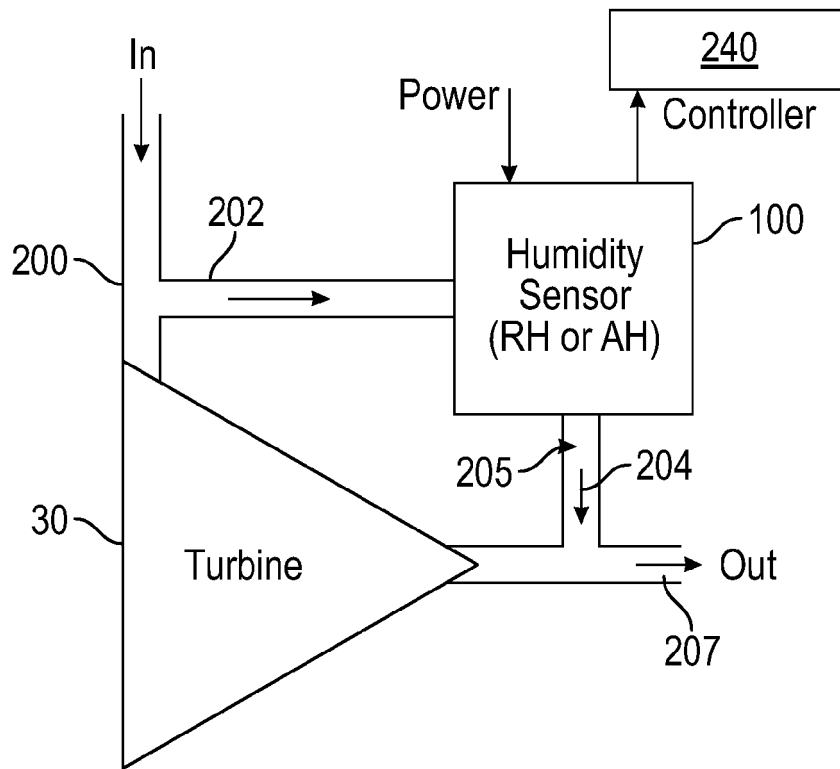 In
240
Power
Controller
202
100
200
Humidity
Sensor
(RH or AH)
205
204
30
Turbine
Out
207